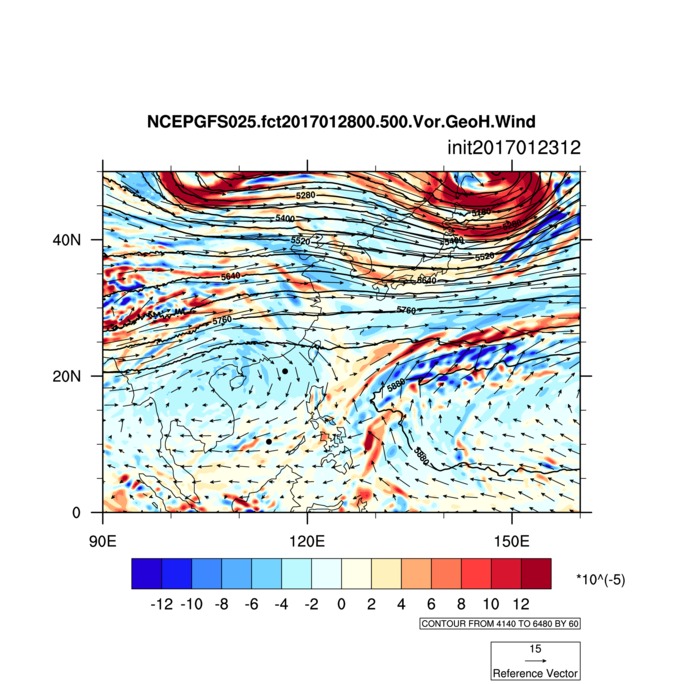 NCEPGFS025.fct2017012800.500.Vor.GeoH.Wind
init2017012312
5280
5400
5520
5640
5760
5400
5520
5640
5760
5880
5880
40N
20N
0
90E 120E 150E
-12 -10 -8 -6 -4 -2 0 2 4 6 8 10 12
*10^(-5)
CONTOUR FROM 4140 TO 6480 BY 60
15
Reference Vector